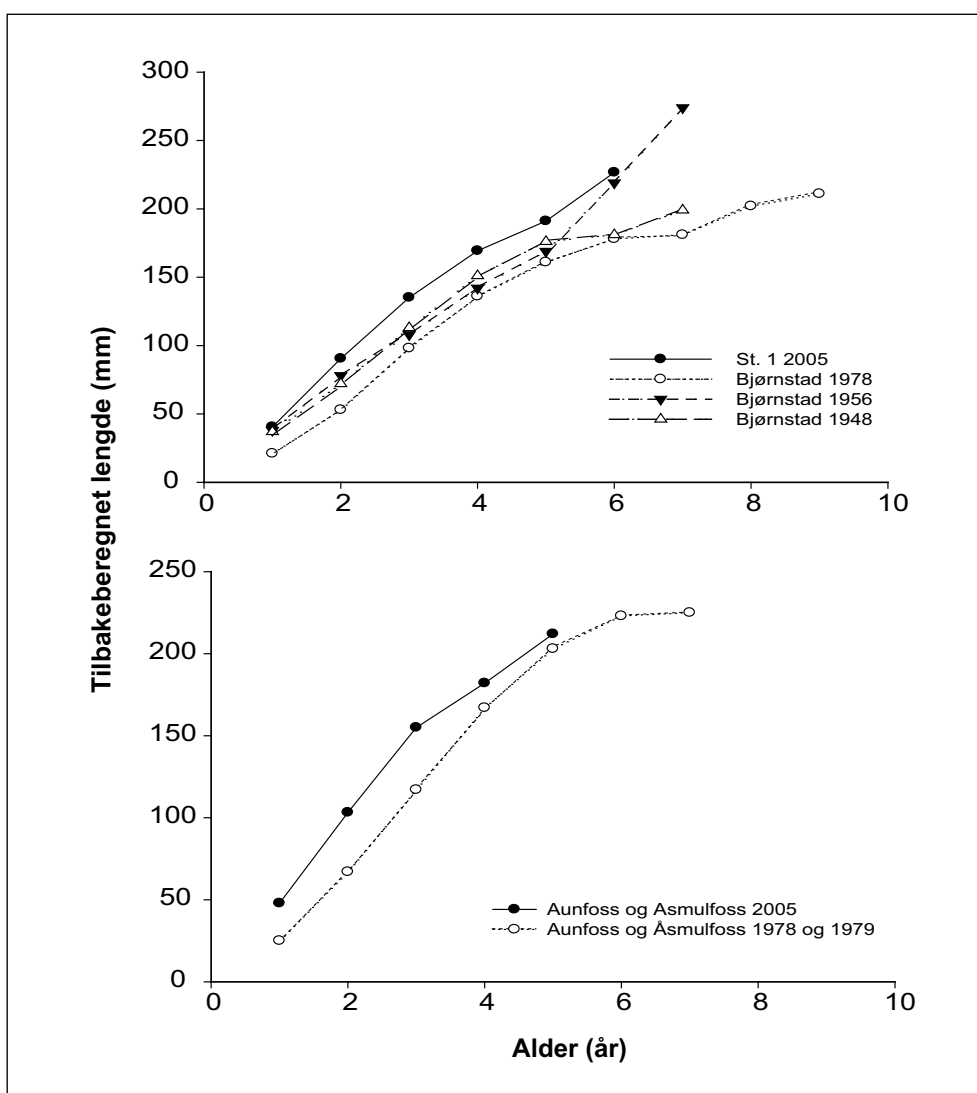 Tilbakeberegnet lengde (mm)
300
250
200
150
100
50
0
0 2 4 6 8 10
St. 1 2005
Bjørnstad 1978
Bjørnstad 1956
Bjørnstad 1948
250
200
150
100
50
0
0 2 4 6 8 10
Aunfoss og Asmulfoss 2005
Aunfoss og Åsmulfoss 1978 og 1979
Alder (år)